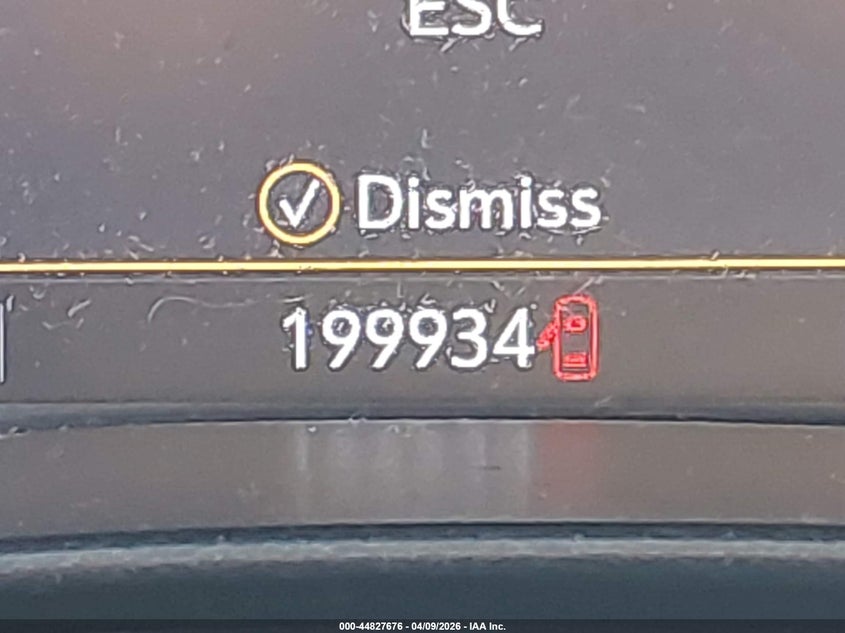 ESC
Dismiss
199934
000-44827676 - 04/09/2026 - IAA Inc.